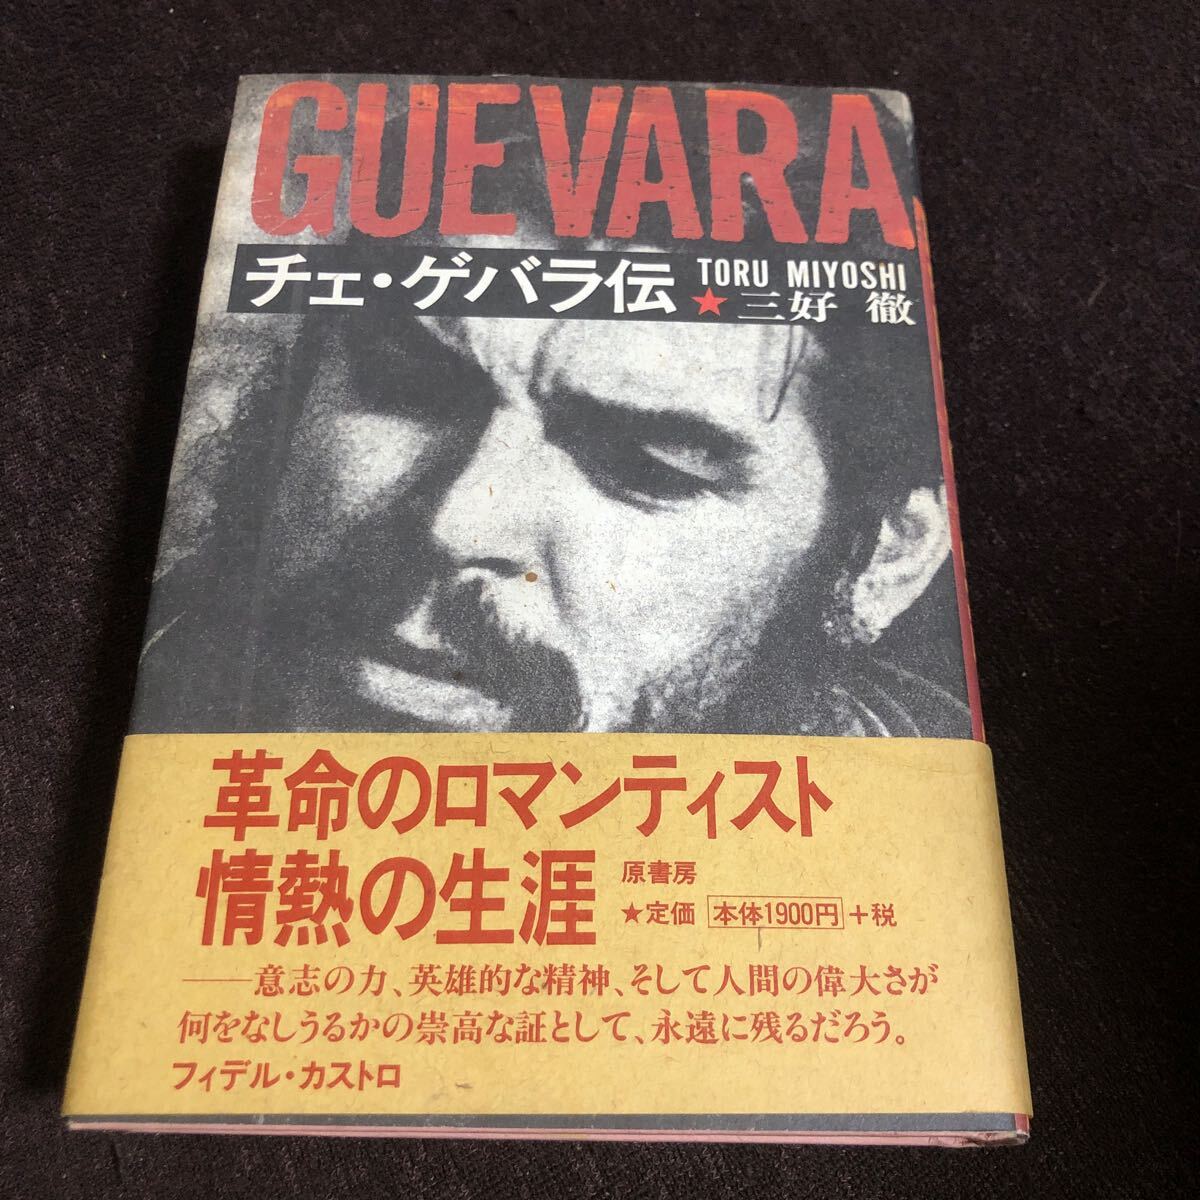 GUEVARA
チェ・ゲバラ伝
TORU MIYOSHI
★三好 徹
革命のロマンティスト
情熱の生涯
原書房
★定価 本体1900円+税
――意志の力、英雄的な精神、そして人間の偉大さが
何をなしうるかの崇高な証として、永遠に残るだろう。
フィデル・カストロ